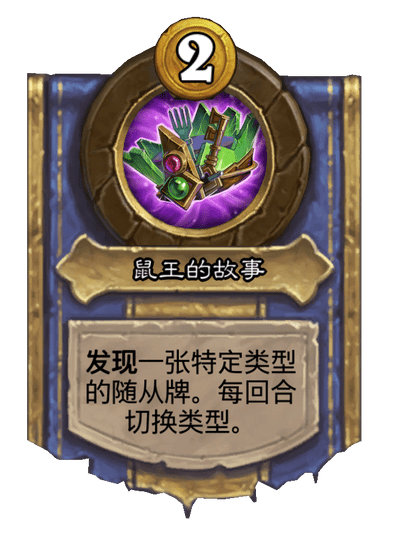 2
鼠王的故事
发现一张特定类型
的随从牌。每回合
切换类型。